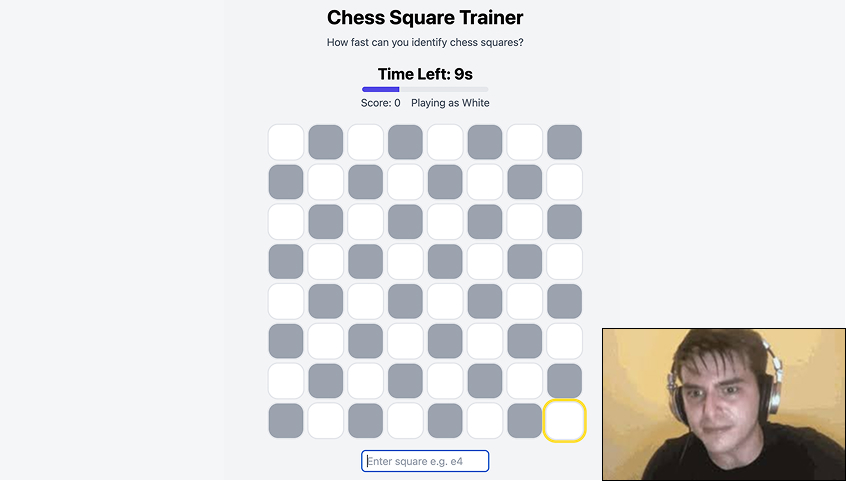 Chess Square Trainer
How fast can you identify chess squares?
Time Left: 9s
Score: 0 Playing as White
Enter square e.g. e4